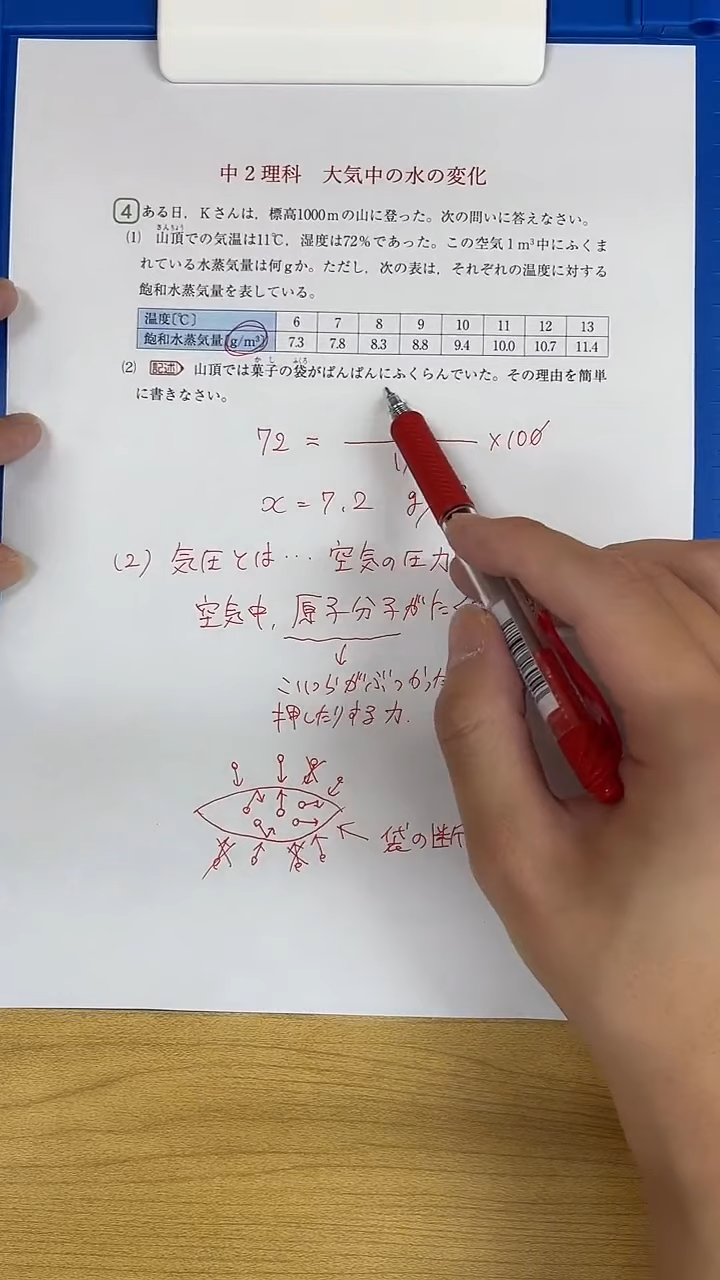 中2理科 大気中の水の変化
4 ある日，Kさんは，標高1000mの山に登った。次の問いに答えなさい。
さんちょう
(1) 山頂での気温は11℃，湿度は72％であった。この空気1m³中にふくま
れている水蒸気量は何gか。ただし，次の表は，それぞれの温度に対する
飽和水蒸気量を表している。
温度〔℃〕 6 7 8 9 10 11 12 13
飽和水蒸気量〔g/m³〕 7.3 7.8 8.3 8.8 9.4 10.0 10.7 11.4
かし ふくろ
(2) 記述 山頂では菓子の袋がぱんぱんにふくらんでいた。その理由を簡単
に書きなさい。
72 = ×100
x = 7.2 g/
(2) 気圧とは… 空気の圧力
空気中，原子分子がたく
↓
こいつらがぶつかった
押したりする力．
袋の断